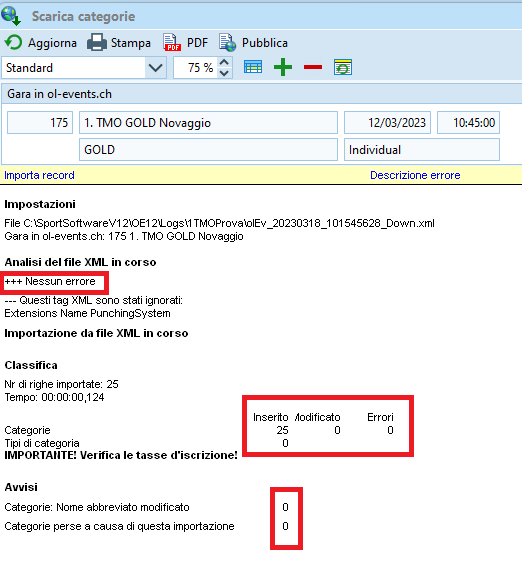 Scarica categorie
Aggiorna Stampa PDF Pubblica
Standard 75 %
Gara in ol-events.ch
175 1. TMO GOLD Novaggio 12/03/2023 10:45:00
GOLD Individual
Importa record Descrizione errore
Impostazioni
File C:\SportSoftwareV12\OE12\Logs\1TMOProva\olEv_20230318_101545628_Down.xml
Gara in ol-events.ch: 175 1. TMO GOLD Novaggio
Analisi del file XML in corso
+++ Nessun errore
--- Questi tag XML sono stati ignorati:
Extensions Name PunchingSystem
Importazione da file XML in corso
Classifica
Nr di righe importate: 25
Tempo: 00:00:00,124
Inserito Modificato Errori
Categorie 25 0 0
Tipi di categoria 0
IMPORTANTE! Verifica le tasse d'iscrizione!
Avvisi
Categorie: Nome abbreviato modificato 0
Categorie perse a causa di questa importazione 0